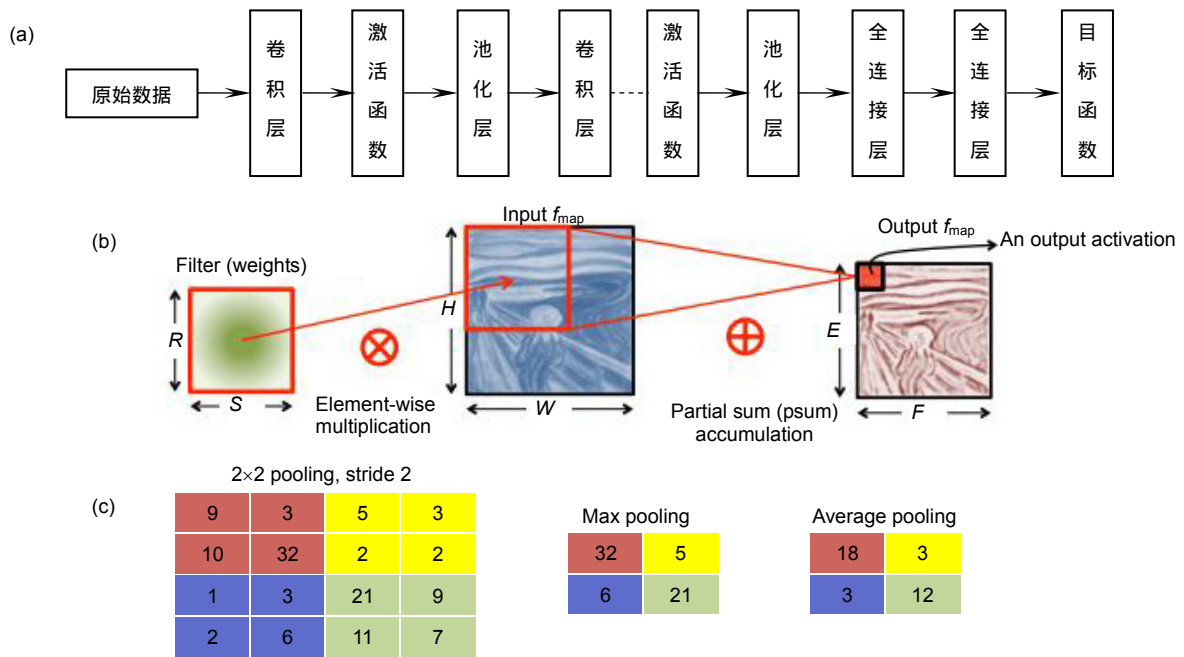 (a)
原始数据
卷积层
激活函数
池化层
卷积层
激活函数
池化层
全连接层
全连接层
目标函数
(b)
Filter (weights)
R
S
Element-wise
multiplication
Input fmap
H
W
Partial sum (psum)
accumulation
Output fmap
An output activation
E
F
(c)
2×2 pooling, stride 2
9 3 5 3
10 32 2 2
1 3 21 9
2 6 11 7
Max pooling
32 5
6 21
Average pooling
18 3
3 12